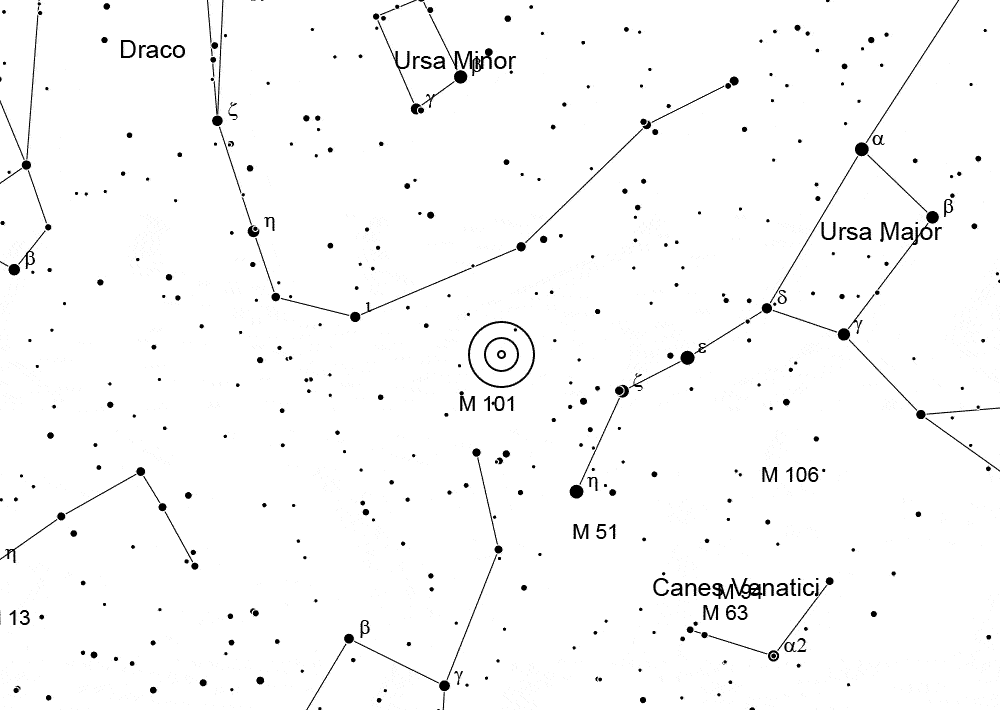 Draco
Ursa Minor
β
γ
ζ
α
η
β
Ursa Major
β
δ
ι
γ
ε
ζ
M 101
M 106
η
M 51
η
Canes Venatici
M 94
M 63
13
β
α2
γ